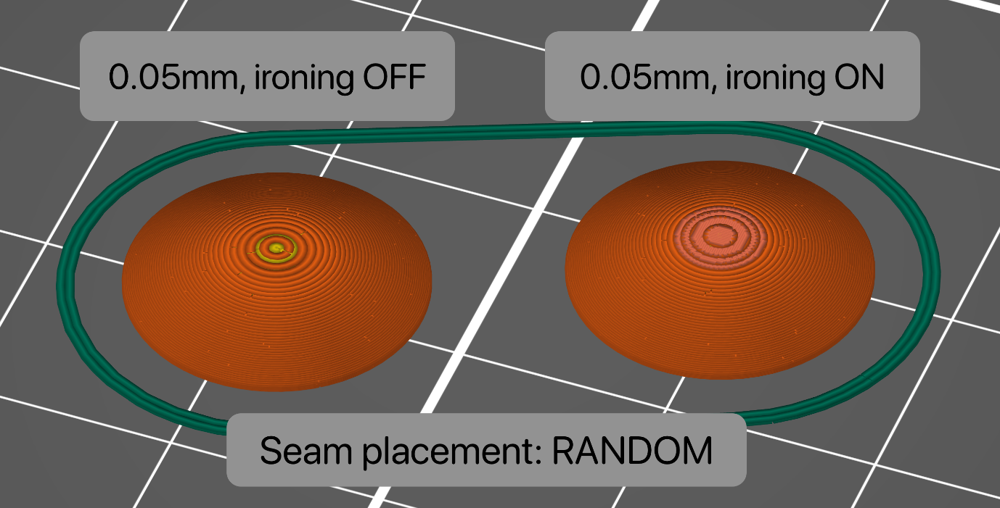 0.05mm, ironing OFF
0.05mm, ironing ON
Seam placement: RANDOM